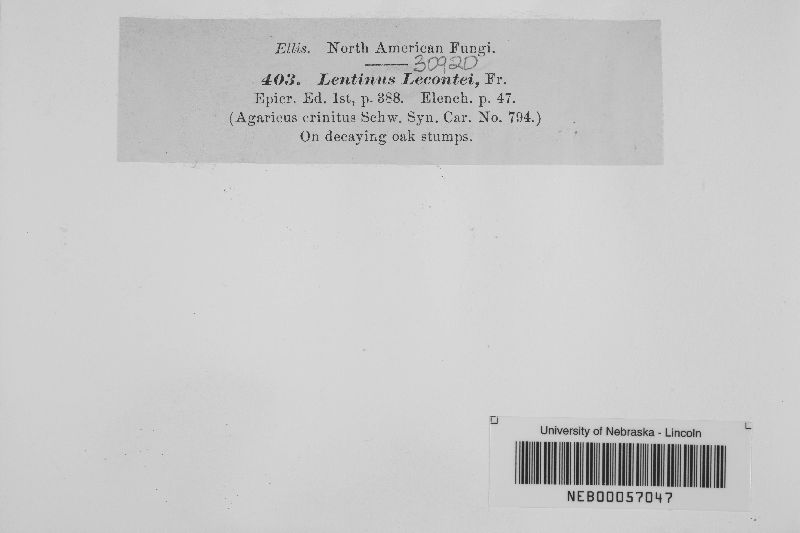 Ellis. North American Fungi.
30920
403. Lentinus Lecontei, Fr.
Epicr. Ed. 1st, p. 388. Elench. p. 47.
(Agaricus crinitus Schw. Syn. Car. No. 794.)
On decaying oak stumps.
University of Nebraska - Lincoln
NEB00057047